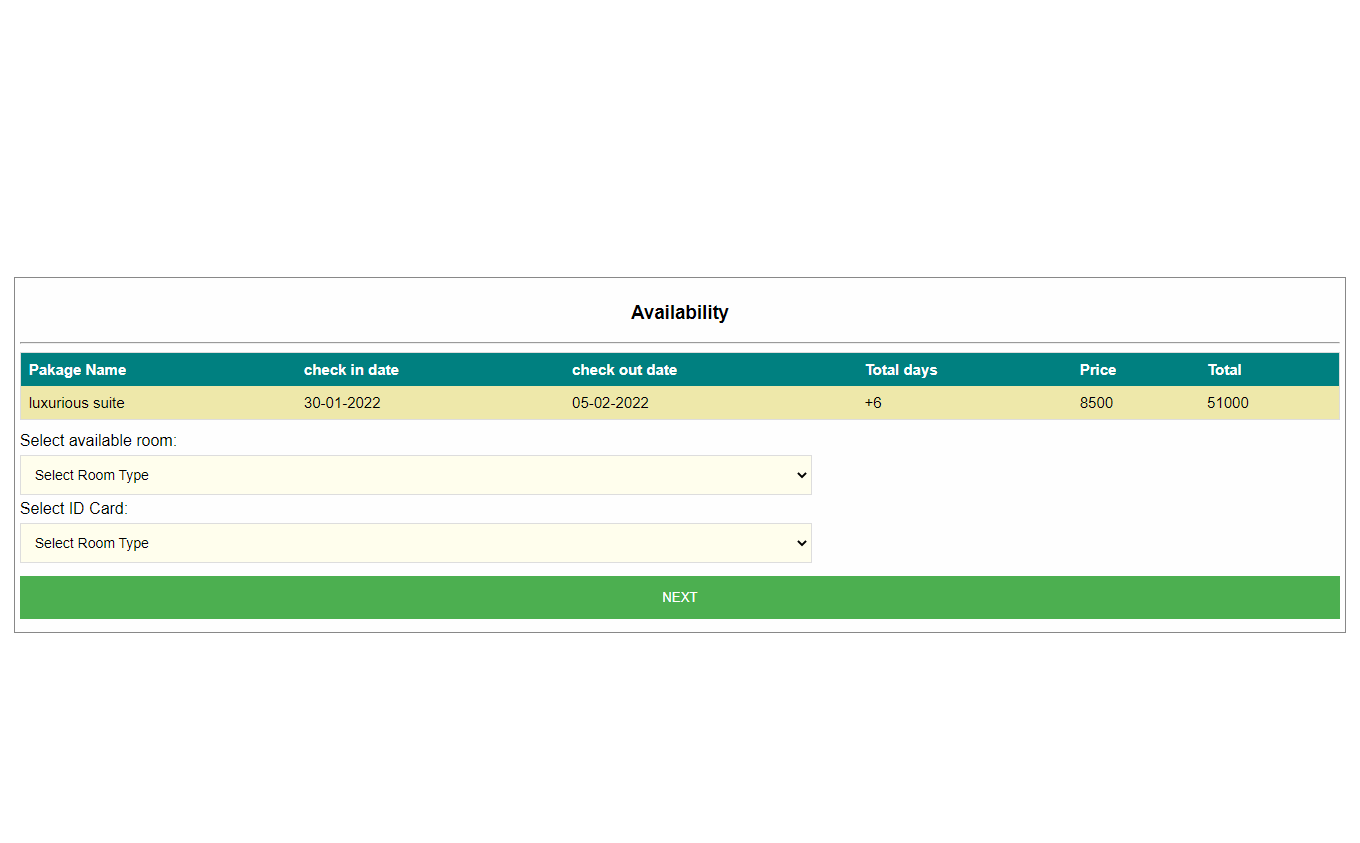 Availability
Pakage Name check in date check out date Total days Price Total
luxurious suite 30-01-2022 05-02-2022 +6 8500 51000
Select available room:
Select Room Type
Select ID Card:
Select Room Type
NEXT